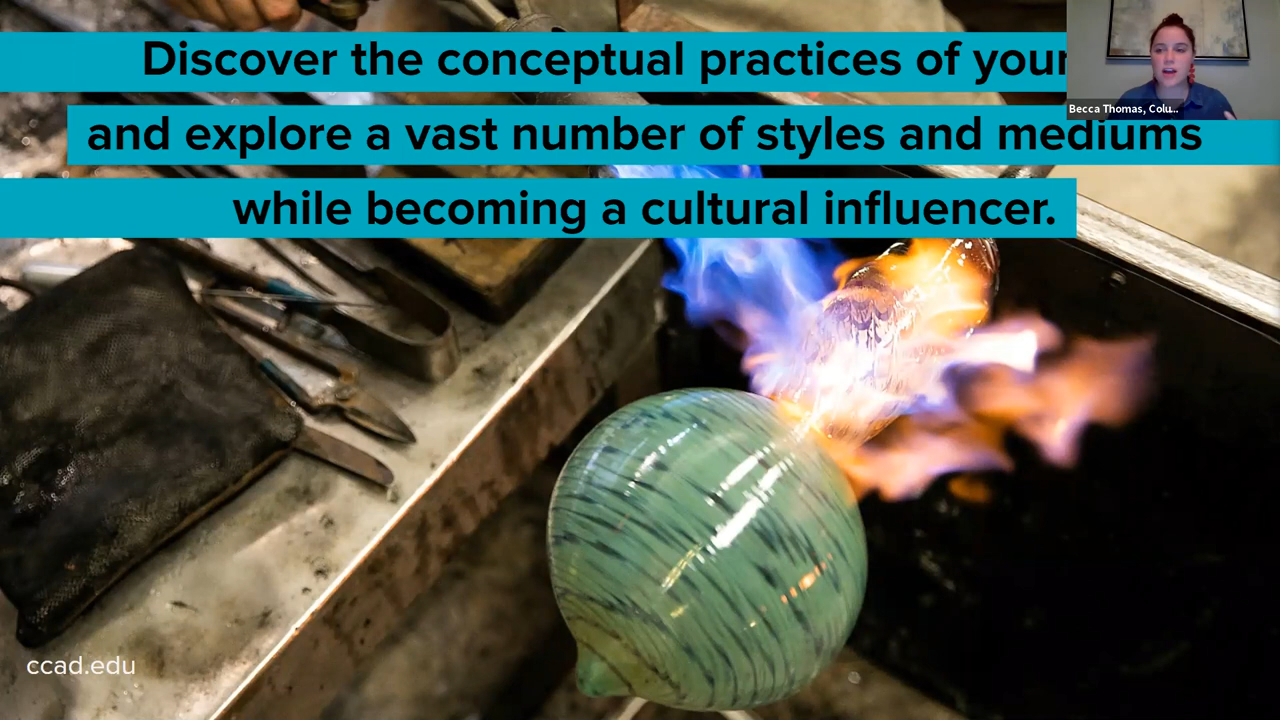 Discover the conceptual practices of your
and explore a vast number of styles and mediums
while becoming a cultural influencer.
Becca Thomas, Colu...
ccad.edu